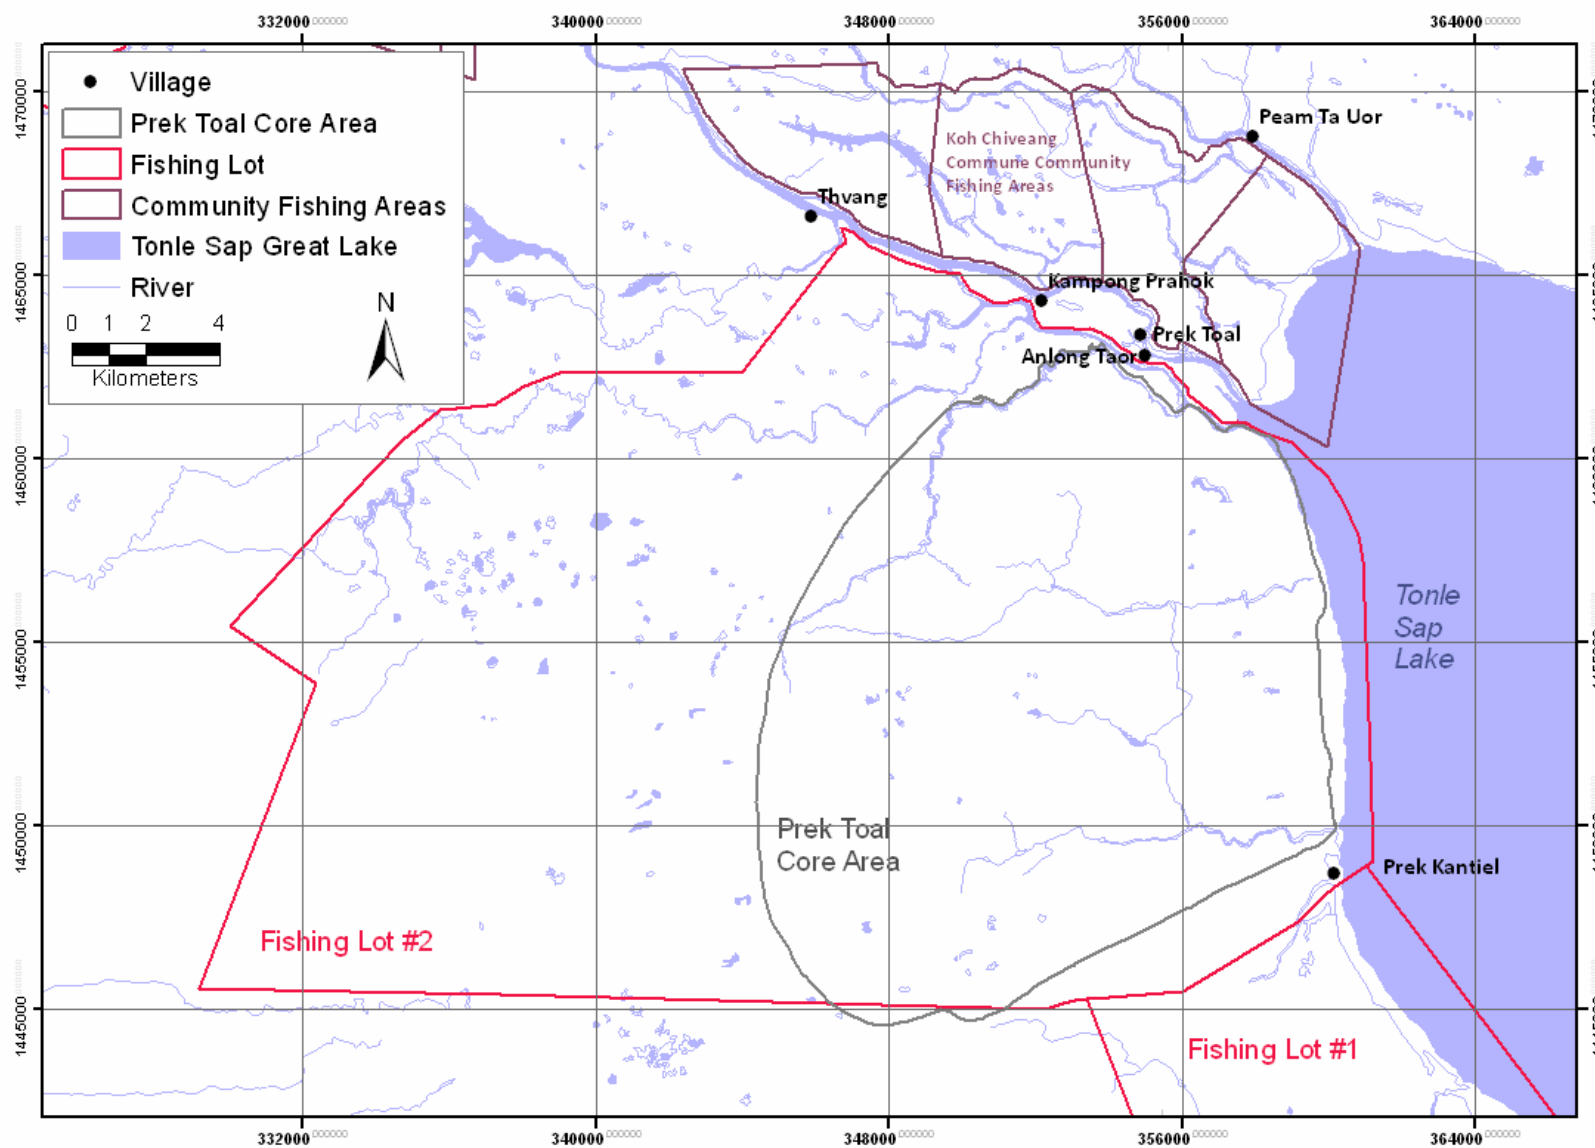 332000 340000 348000 356000 364000
Village
Prek Toal Core Area
Fishing Lot
Community Fishing Areas
Tonle Sap Great Lake
River
N
0 1 2 4
Kilometers
1470000
1465000
1460000
1455000
1450000
1445000
Peam Ta Uor
Koh Chiveang
Commune Community
Fishing Areas
Thvang
Kampong Prahok
Prek Toal
Anlong Taor
Tonle
Sap
Lake
Prek Toal
Core Area
Prek Kantiel
Fishing Lot #2
Fishing Lot #1
332000 340000 348000 356000 364000